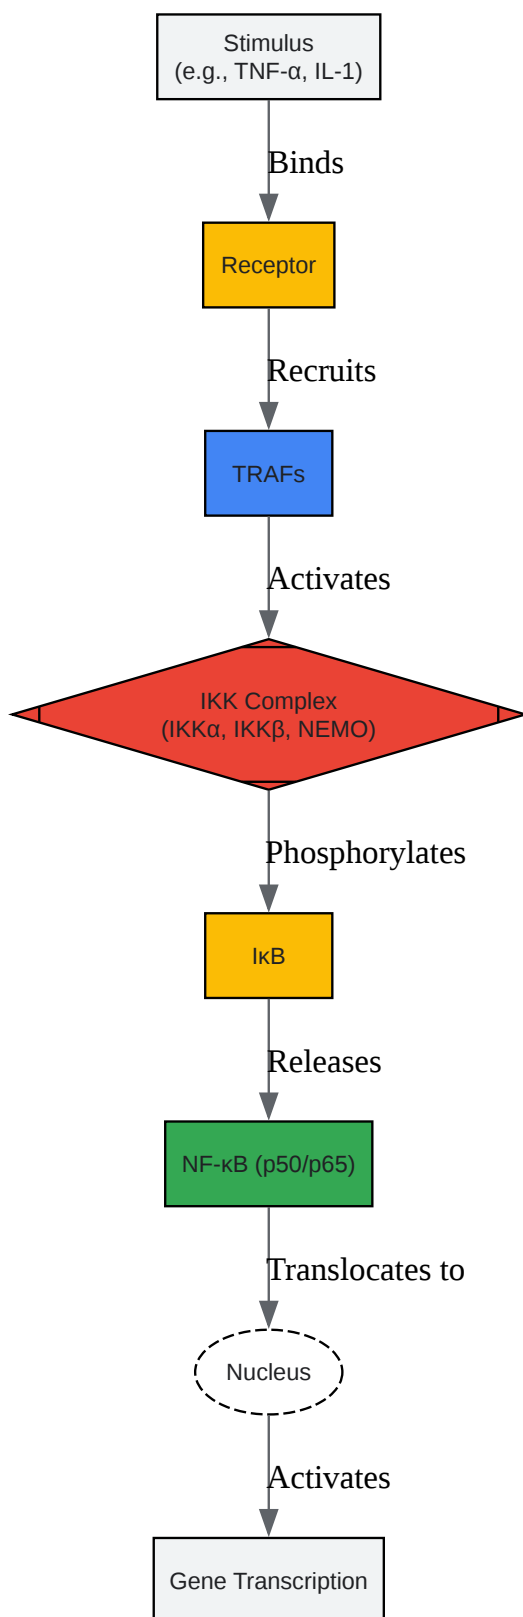 Stimulus
(e.g., TNF-α, IL-1)
Binds
Receptor
Recruits
TRAFs
Activates
IKK Complex
(IKKα, IKKβ, NEMO)
Phosphorylates
IκB
Releases
NF-κB (p50/p65)
Translocates to
Nucleus
Activates
Gene Transcription